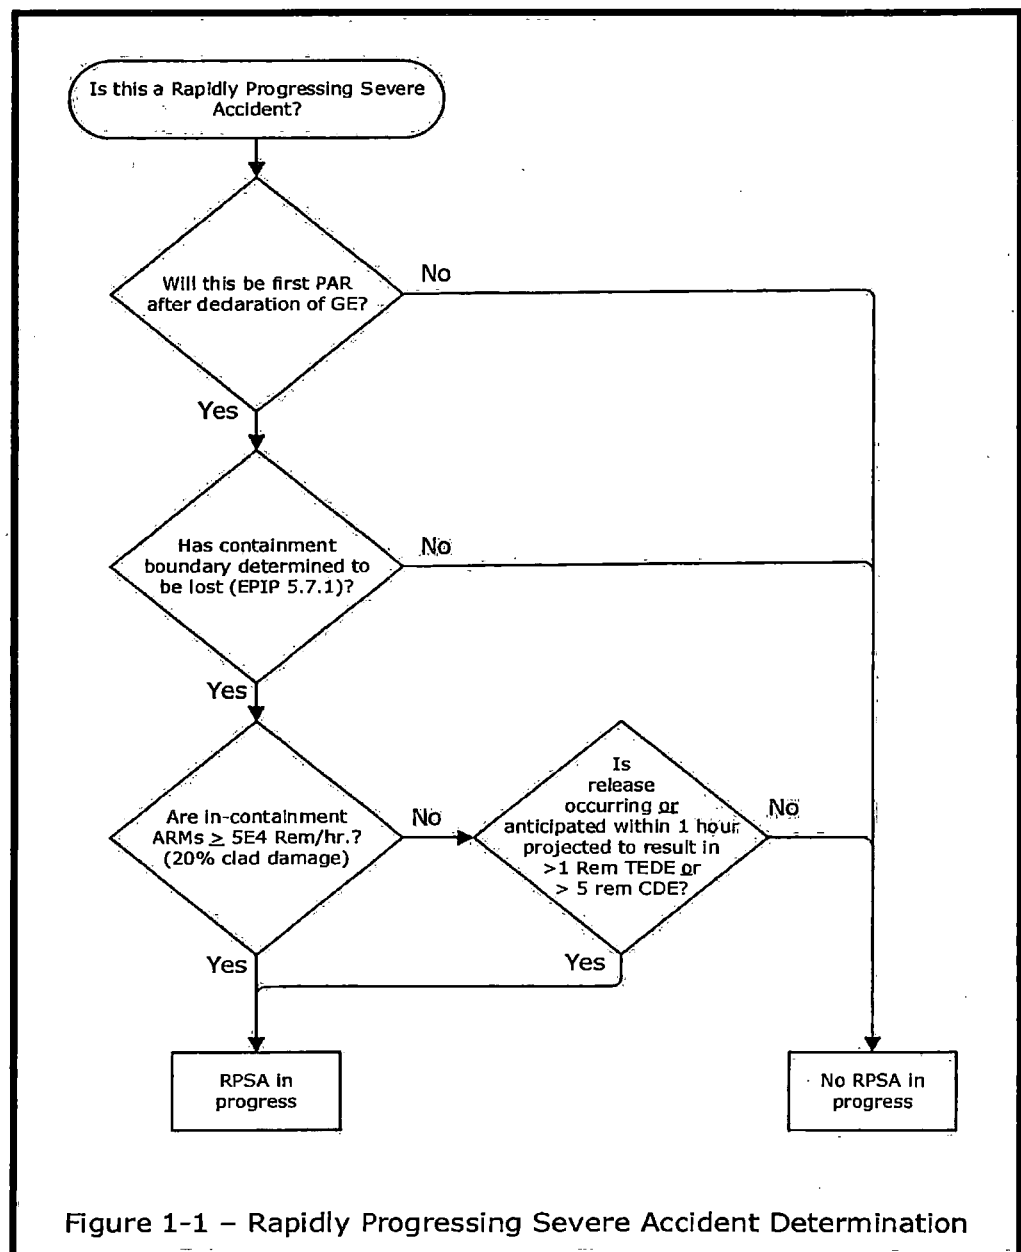 Is this a Rapidly Progressing Severe
Accident?
Will this be first PAR
after declaration of GE?
No
Yes
Has containment
boundary determined to
be lost (EPIP 5.7.1)?
No
Yes
Are in-containment
ARMs ≥ 5E4 Rem/hr.?
(20% clad damage)
No
Yes
Is
release
occurring or
anticipated within 1 hour
projected to result in
>1 Rem TEDE or
> 5 rem CDE?
No
Yes
RPSA in
progress
No RPSA in
progress
Figure 1-1 – Rapidly Progressing Severe Accident Determination